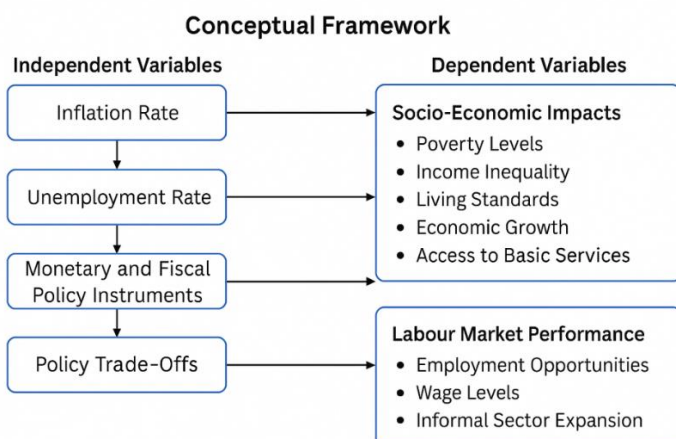 Conceptual Framework
Independent Variables
Inflation Rate
Unemployment Rate
Monetary and Fiscal
Policy Instruments
Policy Trade-Offs
Dependent Variables
Socio-Economic Impacts
• Poverty Levels
• Income Inequality
• Living Standards
• Economic Growth
• Access to Basic Services
Labour Market Performance
• Employment Opportunities
• Wage Levels
• Informal Sector Expansion